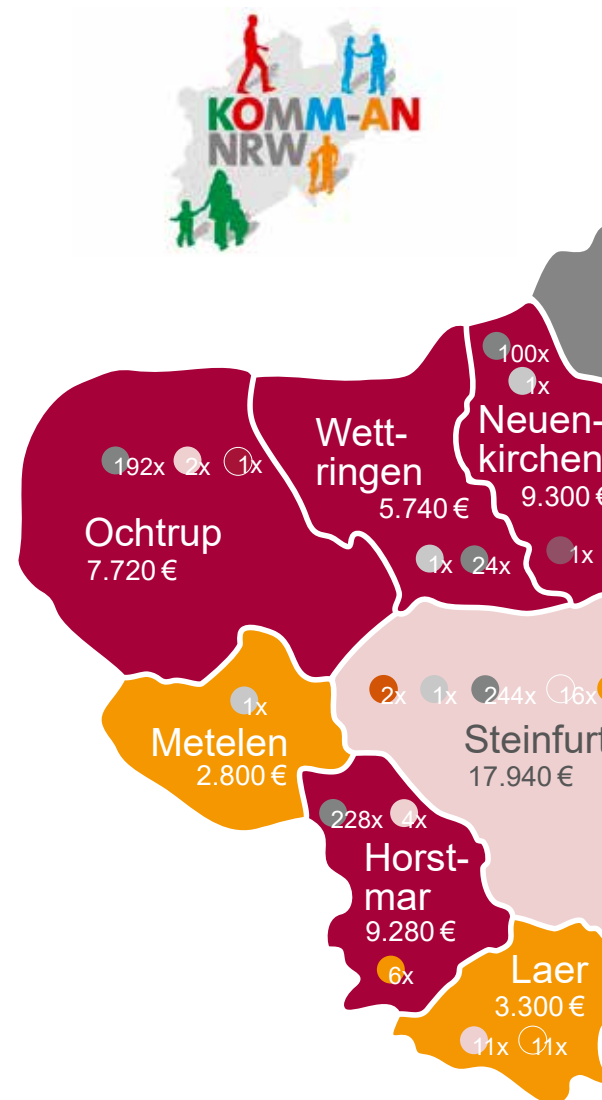 KOMM-AN
NRW
100x
1x
Neuen-
kirchen
9.300 €
1x
Wett-
ringen
5.740 €
1x 24x
192x 2x 1x
Ochtrup
7.720 €
2x 1x 244x 16x
Steinfurt
17.940 €
1x
Metelen
2.800 €
228x 4x
Horst-
mar
9.280 €
6x
Laer
3.300 €
11x 11x